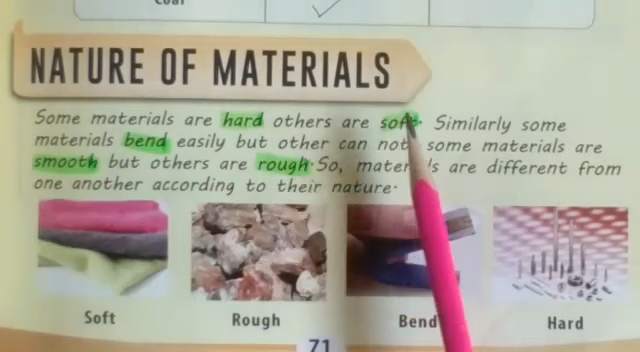 Coal
NATURE OF MATERIALS
Some materials are hard others are soft. Similarly some
materials bend easily but other can not some materials are
smooth but others are rough. So, materials are different from
one another according to their nature.
Soft Rough Bend Hard
71